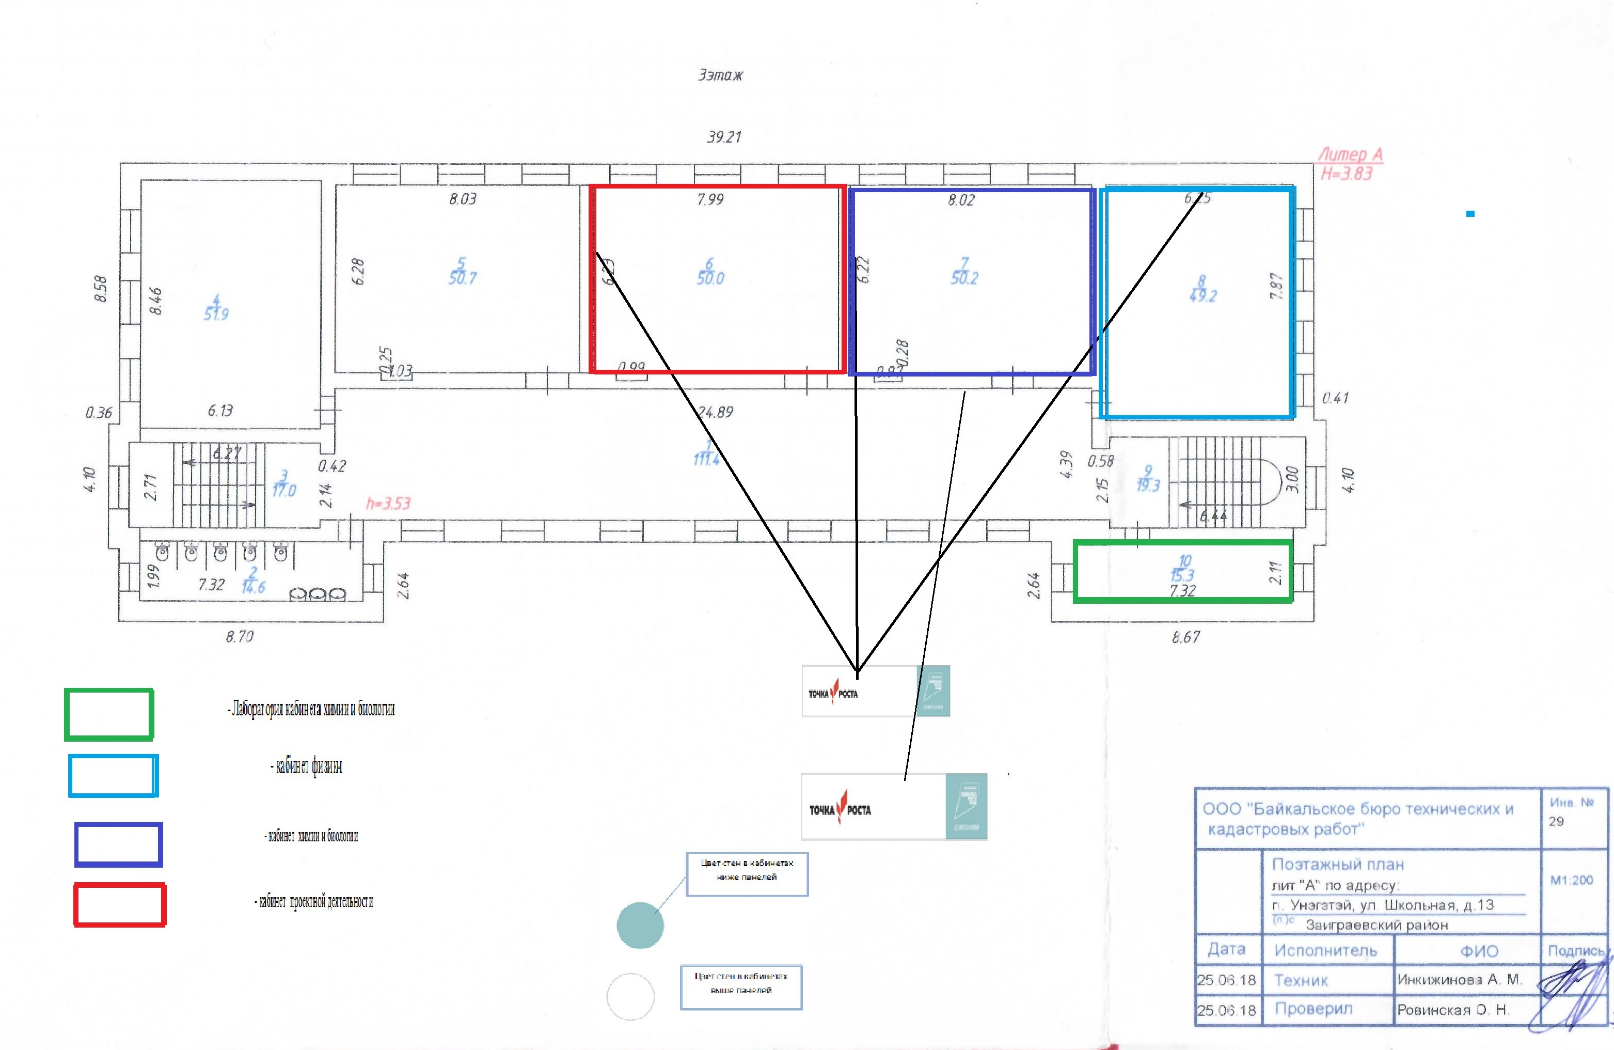 3этаж
39.21
Литер А
Н=3.83
8.03
7.99
8.02
6.25
8.58
8.46
4
51.9
6.28
5
50.7
6.23
6
50.0
6.22
7
50.2
8
49.2
7.87
0.25
1.03
0.99
0.28
0.97
0.36
6.13
24.89
0.41
1
111.4
4.10
2.71
6.27
3
17.0
0.42
2.14
h=3.53
4.39
0.58
2.15
9
19.3
6.44
3.00
4.10
1.99
7.32
2
14.6
2.64
2.64
10
15.3
7.32
2.11
8.70
8.67
ТОЧКА РОСТА
ТОЧКА РОСТА
- Лаборатория кабинета химии и биологии
- кабинет физики
- кабинет химии и биологии
- кабинет проектной деятельности
Цвет стен в кабинетах
ниже панелей
Цвет стен в кабинетах
выше панелей
ООО "Байкальское бюро технических и
кадастровых работ"
Инв. №
29
Поэтажный план
лит "А" по адресу:
п. Унэгэтэй, ул. Школьная, д.13
(п.)с
Заиграевский район
М1:200
Дата Исполнитель ФИО Подпись
25.06.18 Техник Инкижинова А. М.
25.06.18 Проверил Ровинская О. Н.